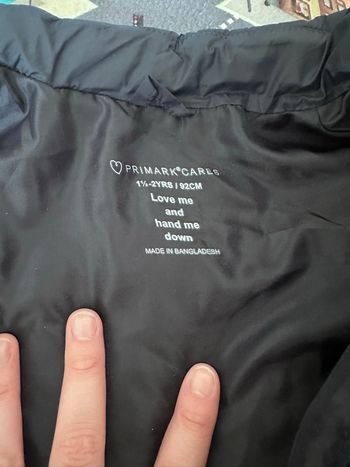 PRIMARK®CARES
1½-2YRS / 92CM
Love me
and
hand me
down
MADE IN BANGLADESH